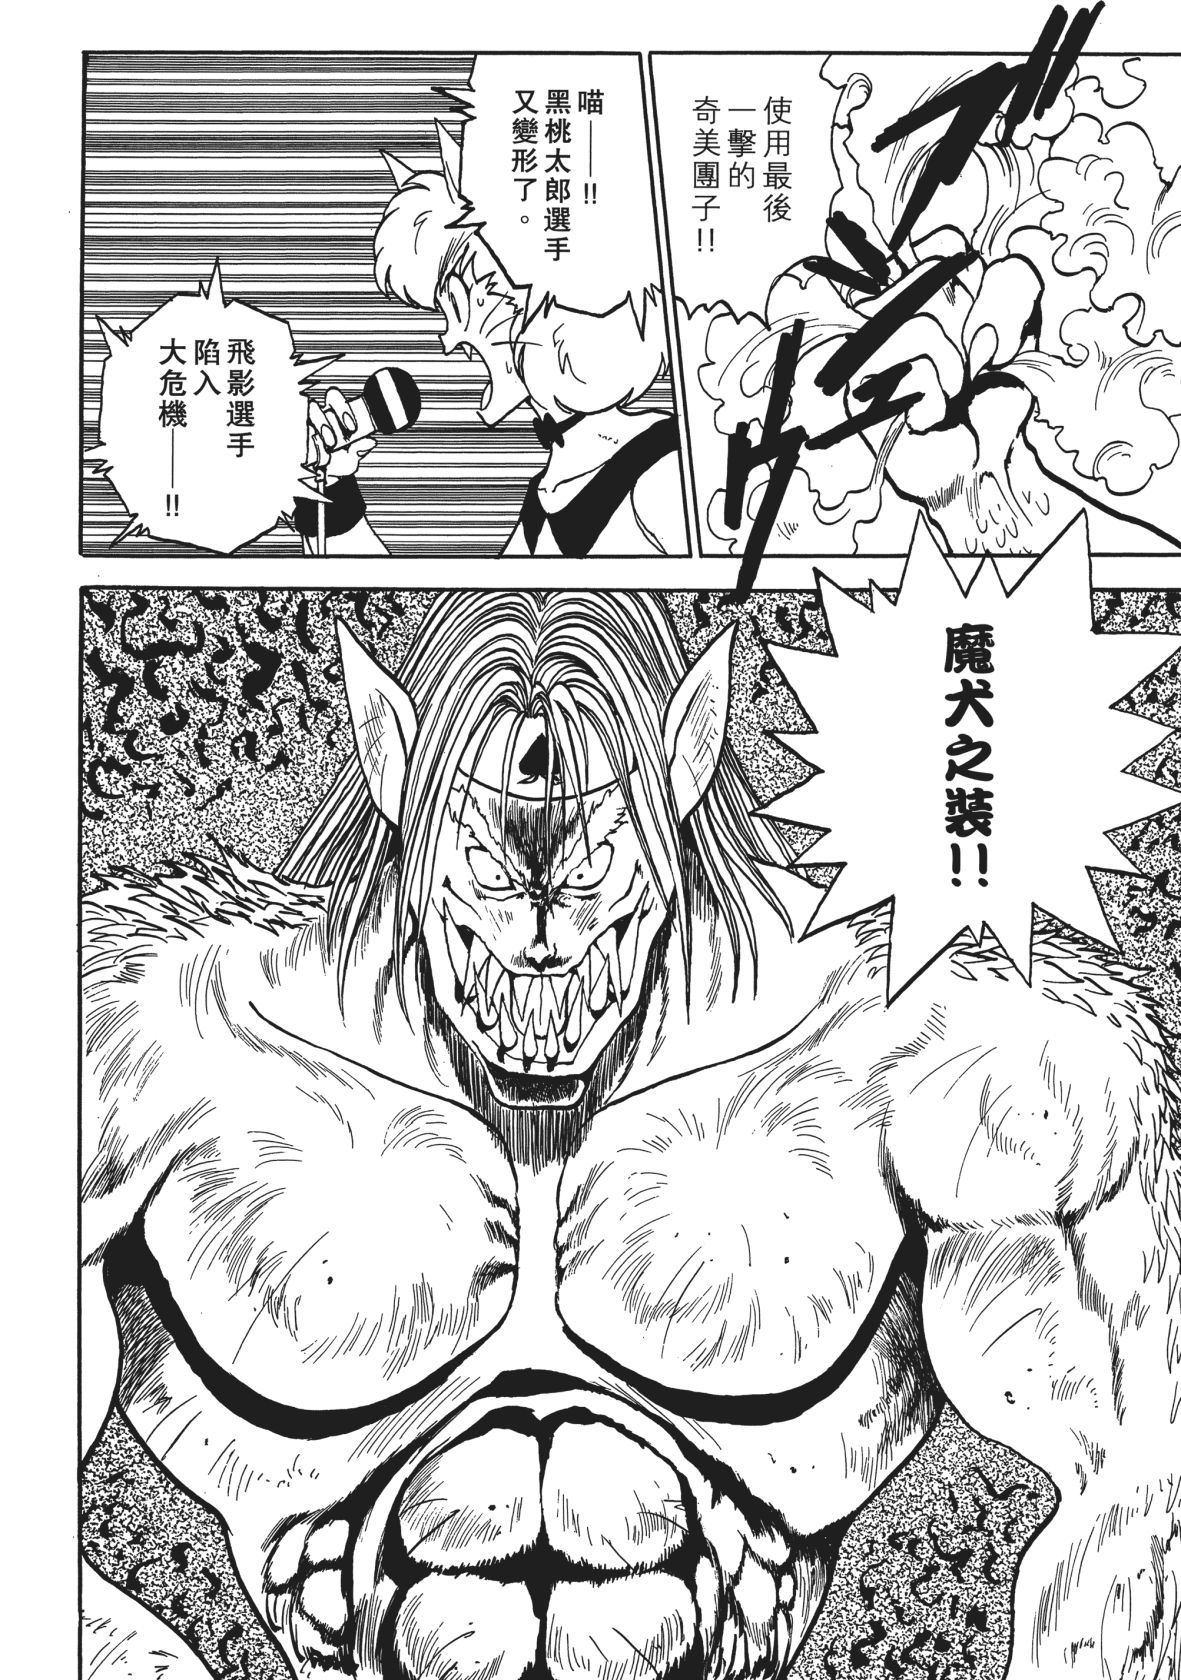 使用最後
一擊的
奇美團子!!
喵——!!
黑桃太郎選手
又變形了。
飛影選手
陷入
大危機——!!
魔犬之裝!!